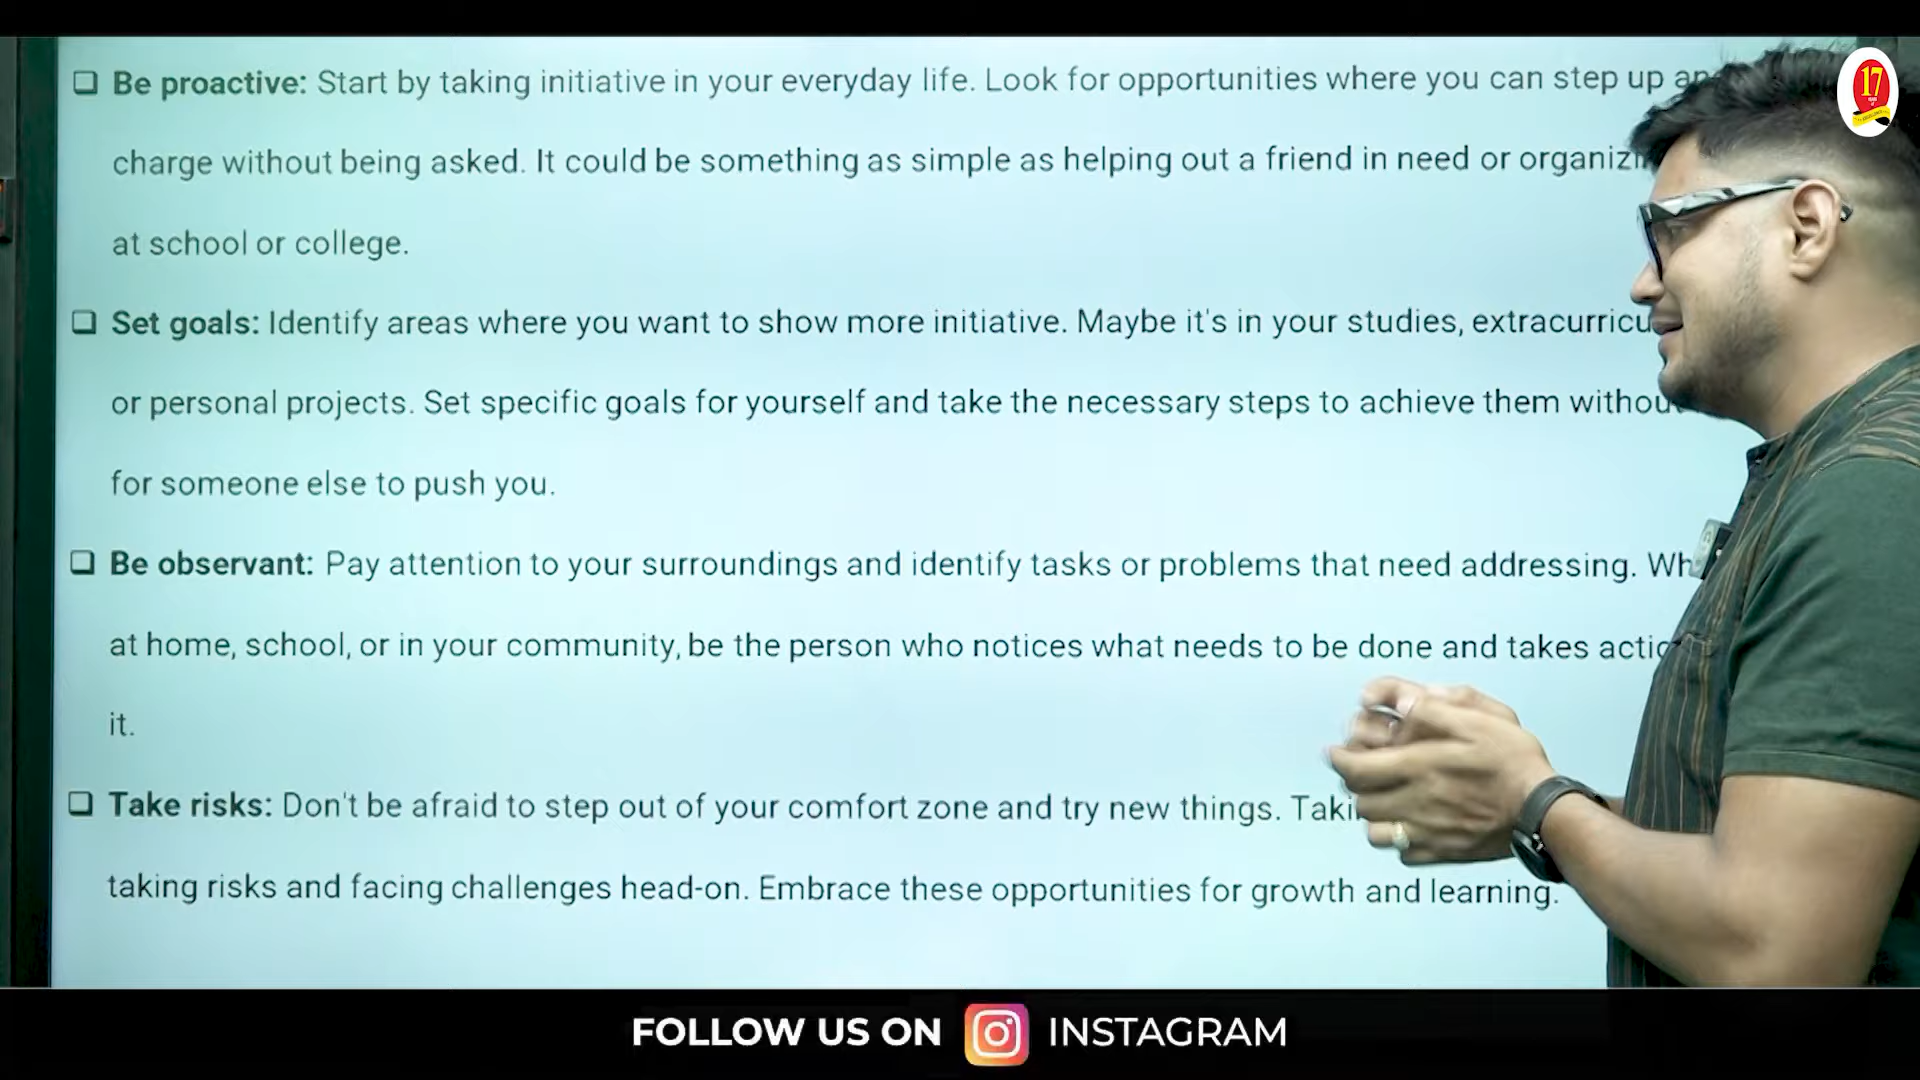 ❑ Be proactive: Start by taking initiative in your everyday life. Look for opportunities where you can step up
charge without being asked. It could be something as simple as helping out a friend in need or
at school or college.
❑ Set goals: Identify areas where you want to show more initiative. Maybe it's in your studies,
or personal projects. Set specific goals for yourself and take the necessary steps to achieve them
for someone else to push you.
❑ Be observant: Pay attention to your surroundings and identify tasks or problems that need addressing.
at home, school, or in your community, be the person who notices what needs to be done and takes
it.
❑ Take risks: Don't be afraid to step out of your comfort zone and try new things.
taking risks and facing challenges head-on. Embrace these opportunities for growth and learning.
17
FOLLOW US ON INSTAGRAM